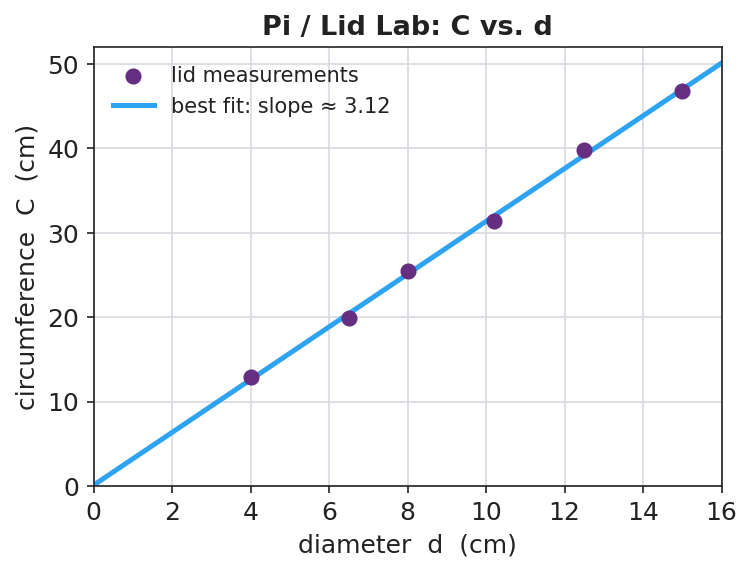 Pi / Lid Lab: C vs. d
lid measurements
best fit: slope ≈ 3.12
circumference C (cm)
50
40
30
20
10
0
0 2 4 6 8 10 12 14 16
diameter d (cm)